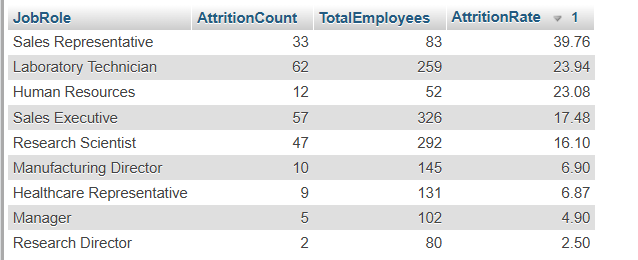 JobRole AttritionCount TotalEmployees AttritionRate 1
Sales Representative 33 83 39.76
Laboratory Technician 62 259 23.94
Human Resources 12 52 23.08
Sales Executive 57 326 17.48
Research Scientist 47 292 16.10
Manufacturing Director 10 145 6.90
Healthcare Representative 9 131 6.87
Manager 5 102 4.90
Research Director 2 80 2.50